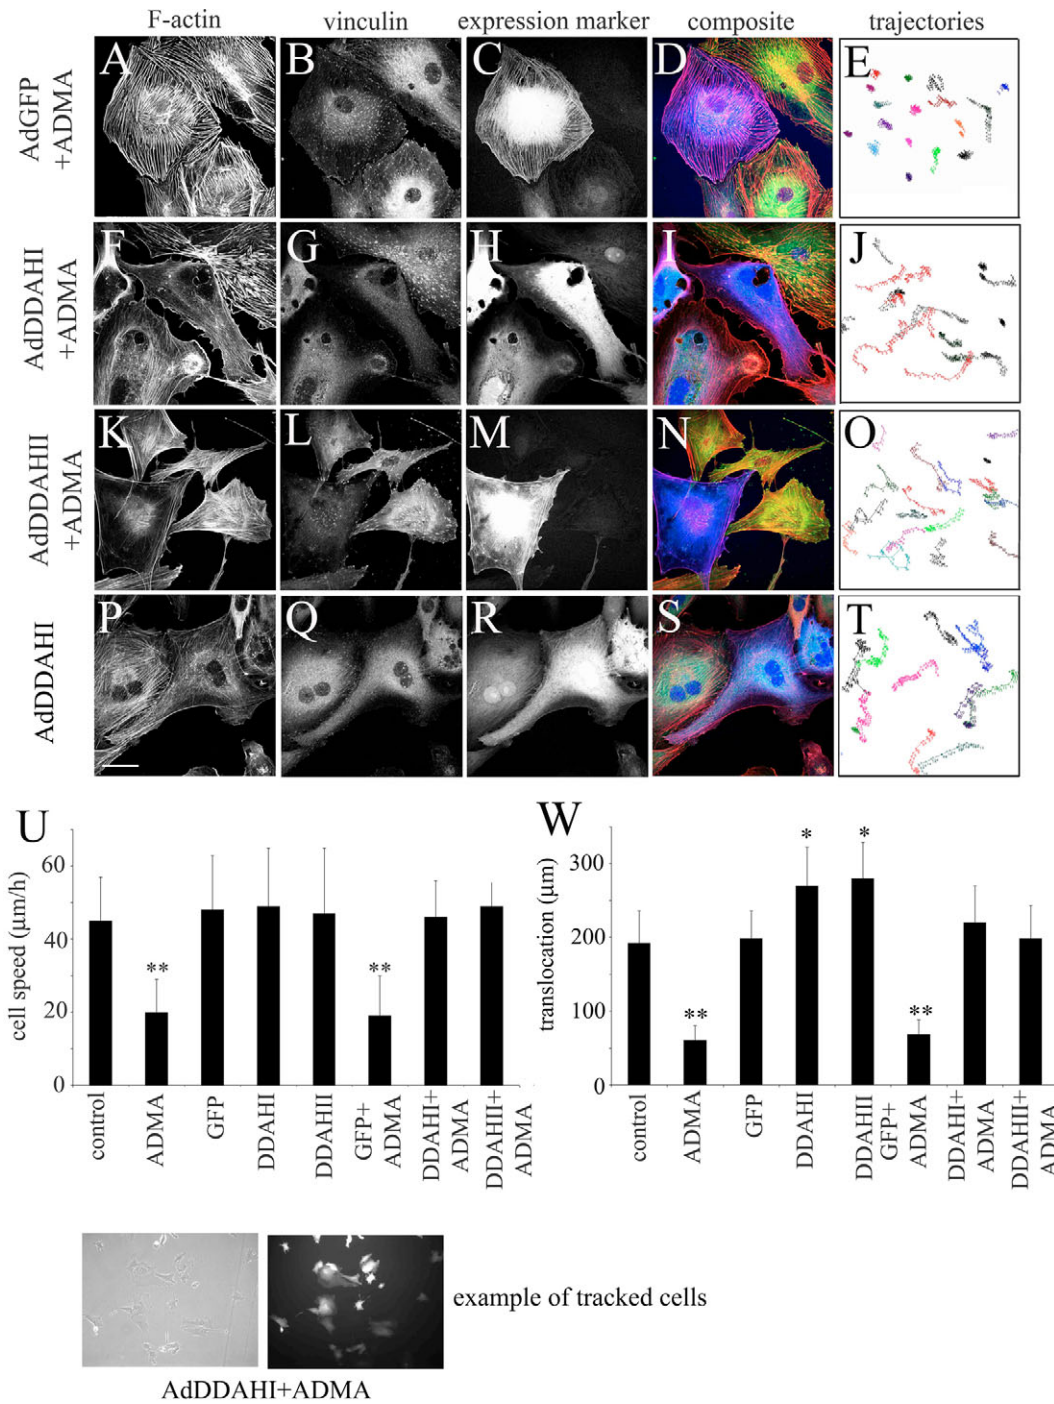 F-actin vinculin expression marker composite trajectories
AdGFP
+ADMA
A B C D E
AdDDAHI
+ADMA
F G H I J
AdDDAHII
+ADMA
K L M N O
AdDDAHI
P Q R S T
U
cell speed (µm/h)
60
40
20
0
** **
control
ADMA
GFP
DDAHI
DDAHII
GFP+
ADMA
DDAHI+
ADMA
DDAHII+
ADMA
W
translocation (µm)
300
200
100
0
** * * **
control
ADMA
GFP
DDAHI
DDAHII
GFP+
ADMA
DDAHI+
ADMA
DDAHII+
ADMA
example of tracked cells
AdDDAHI+ADMA